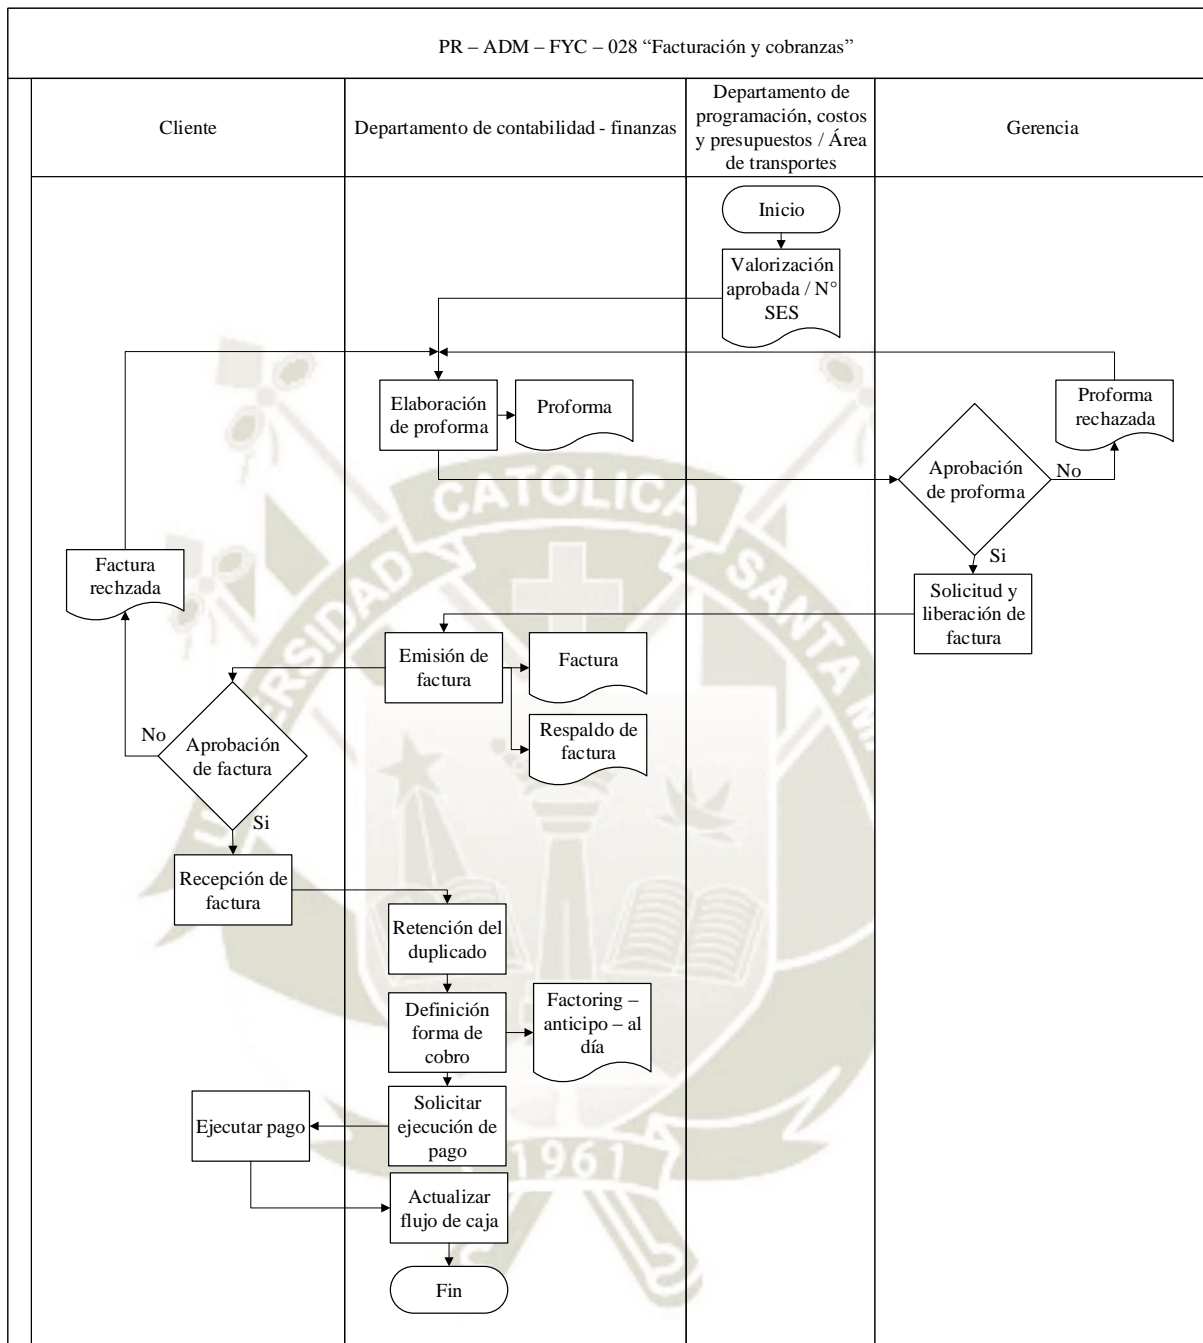 PR – ADM – FYC – 028 “Facturación y cobranzas”
Cliente
Departamento de contabilidad - finanzas
Departamento de
programación, costos
y presupuestos / Área
de transportes
Gerencia
Inicio
Valorización
aprobada / N°
SES
Elaboración
de proforma
Proforma
Proforma
rechazada
Aprobación
de proforma
No
Si
Factura
rechzada
Solicitud y
liberación de
factura
Emisión de
factura
Factura
Respaldo de
factura
No
Aprobación
de factura
Si
Recepción de
factura
Retención del
duplicado
Definición
forma de
cobro
Factoring –
anticipo – al
día
Solicitar
ejecución de
pago
Ejecutar pago
Actualizar
flujo de caja
Fin
CATOLICA
SANTA
1961